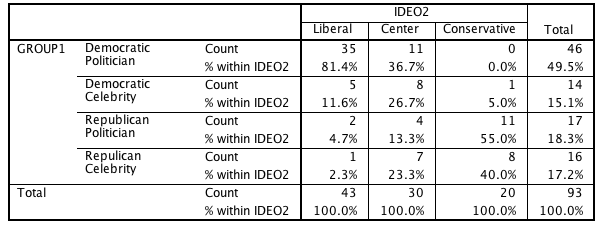 IDEO2
Liberal Center Conservative Total
GROUP1 Democratic Politician Count 35 11 0 46
% within IDEO2 81.4% 36.7% 0.0% 49.5%
Democratic Celebrity Count 5 8 1 14
% within IDEO2 11.6% 26.7% 5.0% 15.1%
Republican Politician Count 2 4 11 17
% within IDEO2 4.7% 13.3% 55.0% 18.3%
Repulican Celebrity Count 1 7 8 16
% within IDEO2 2.3% 23.3% 40.0% 17.2%
Total Count 43 30 20 93
% within IDEO2 100.0% 100.0% 100.0% 100.0%